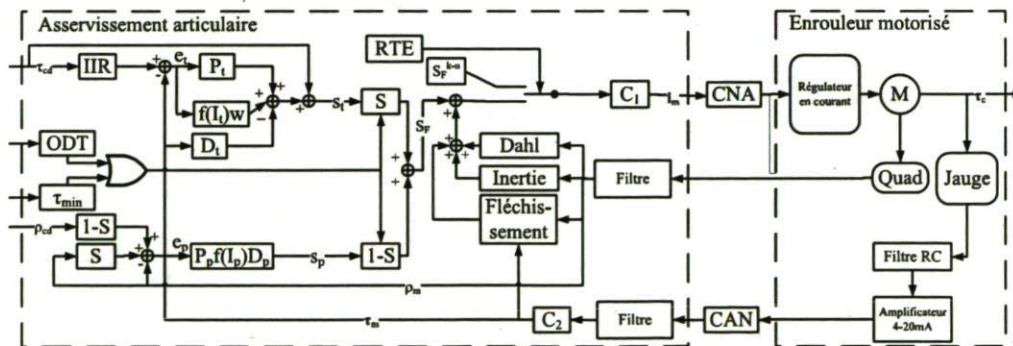 Asservissement articulaire
Enrouleur motorisé
τcd
IIR
+
-
et
Pt
f(It)w
Dt
+
+
-
+
+
st
RTE
SF^k-n
S
SF
C1
Im
CNA
Régulateur
en courant
M
τc
ODT
τmin
+
+
+
+
+
Dahl
Inertie
Fléchis-
sement
Filtre
Quad
Jauge
ρcd
1-S
S
+
+
-
ep
Ppf(Ip)Dp
sp
1-S
ρm
Filtre RC
τm
C2
Filtre
CAN
Amplificateur
4-20mA